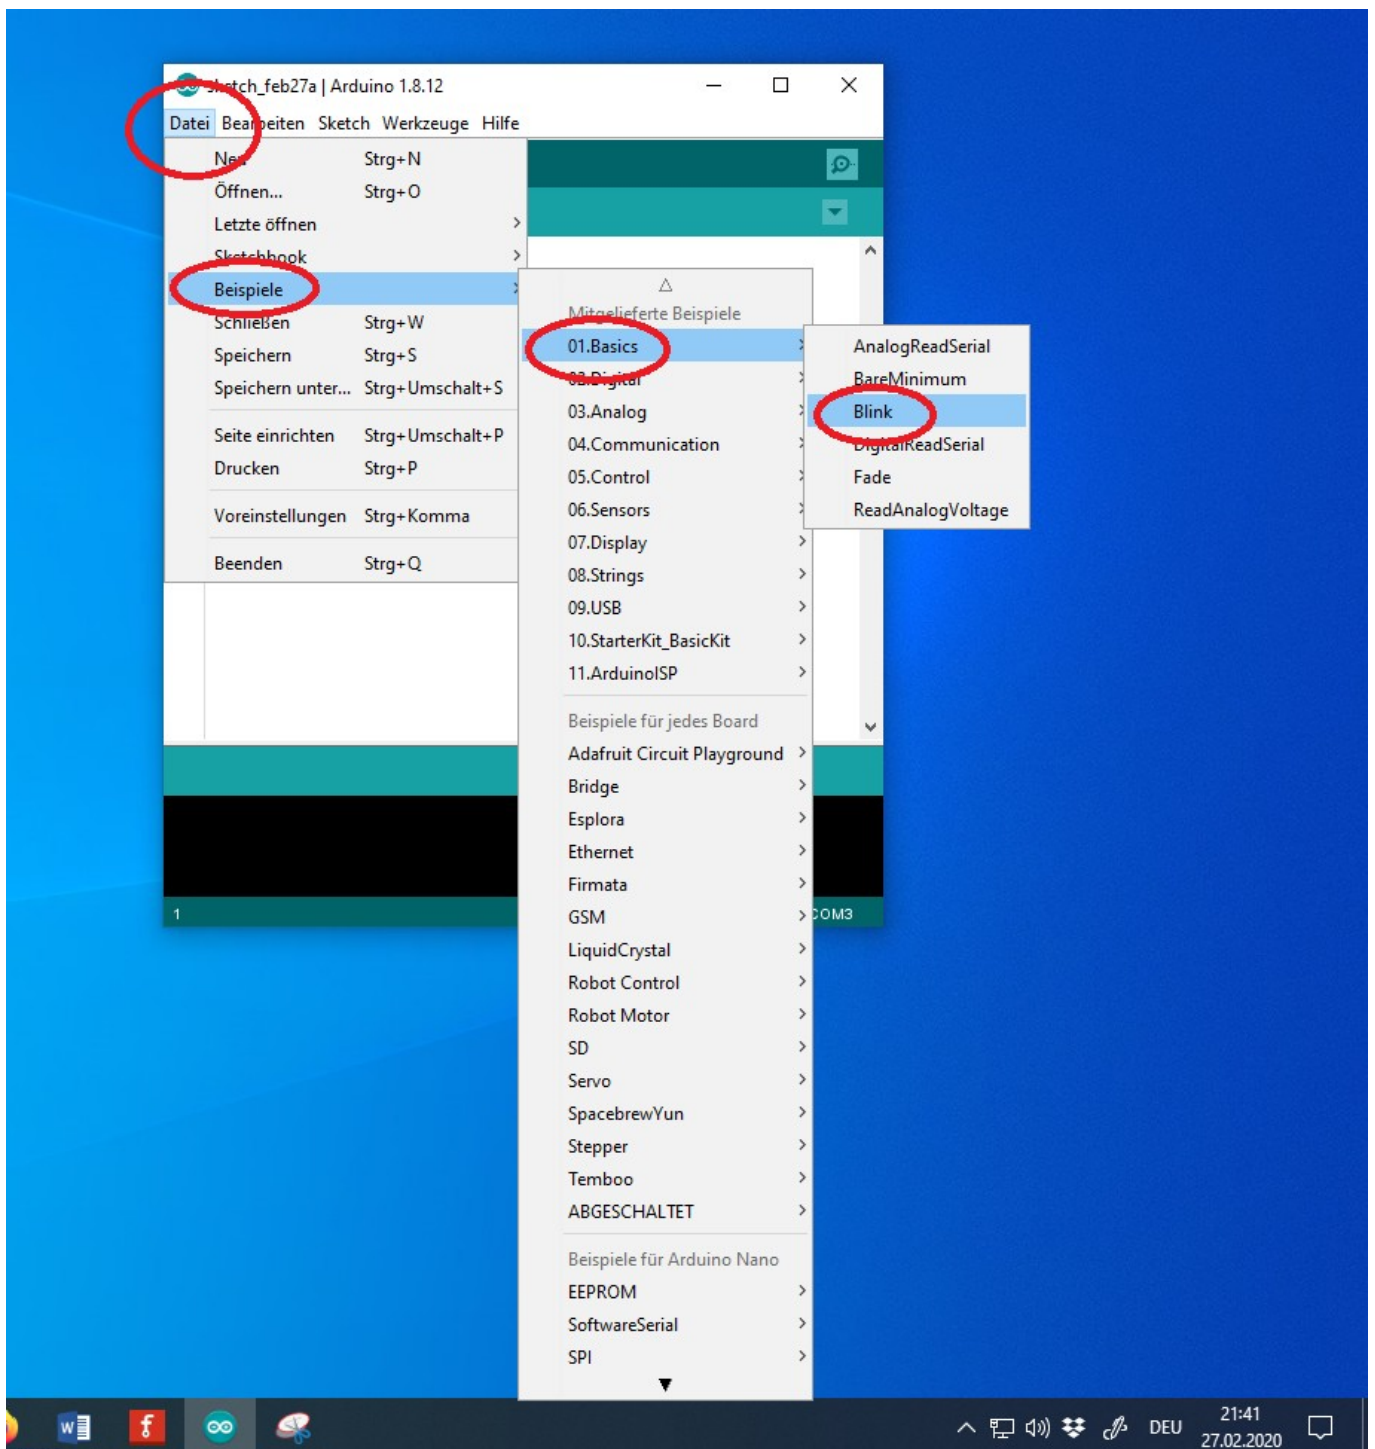 sketch_feb27a | Arduino 1.8.12
Datei Bearbeiten Sketch Werkzeuge Hilfe
Neu Strg+N
Öffnen... Strg+O
Letzte öffnen
Sketchbook
Beispiele
Schließen Strg+W
Speichern Strg+S
Speichern unter... Strg+Umschalt+S
Seite einrichten Strg+Umschalt+P
Drucken Strg+P
Voreinstellungen Strg+Komma
Beenden Strg+Q
Mitgelieferte Beispiele
01.Basics
02.Digital
03.Analog
04.Communication
05.Control
06.Sensors
07.Display
08.Strings
09.USB
10.StarterKit_BasicKit
11.ArduinoISP
Beispiele für jedes Board
Adafruit Circuit Playground
Bridge
Esplora
Ethernet
Firmata
GSM
LiquidCrystal
Robot Control
Robot Motor
SD
Servo
SpacebrewYun
Stepper
Temboo
ABGESCHALTET
Beispiele für Arduino Nano
EEPROM
SoftwareSerial
SPI
AnalogReadSerial
BareMinimum
Blink
DigitalReadSerial
Fade
ReadAnalogVoltage
1 COM3
DEU
21:41
27.02.2020